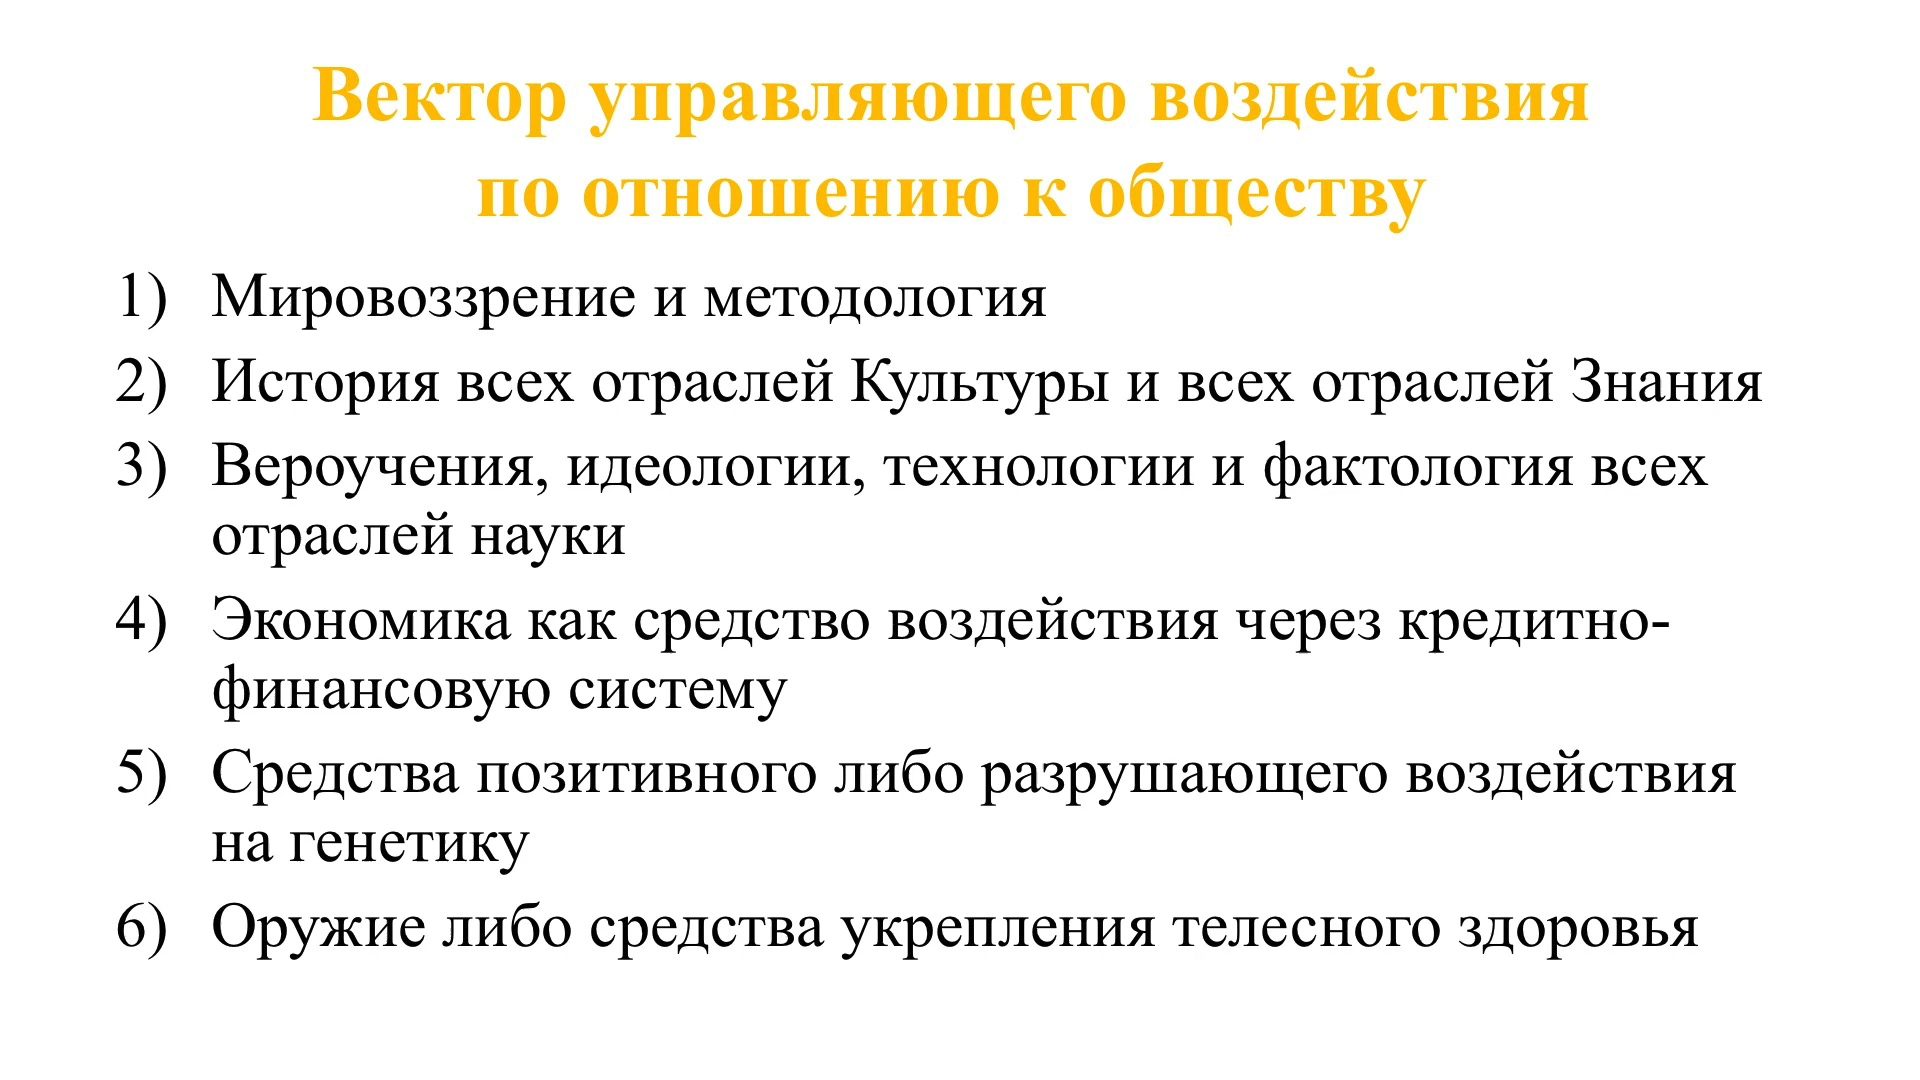 Вектор управляющего воздействия
по отношению к обществу
1) Мировоззрение и методология
2) История всех отраслей Культуры и всех отраслей Знания
3) Вероучения, идеологии, технологии и фактология всех
отраслей науки
4) Экономика как средство воздействия через кредитно-
финансовую систему
5) Средства позитивного либо разрушающего воздействия
на генетику
6) Оружие либо средства укрепления телесного здоровья